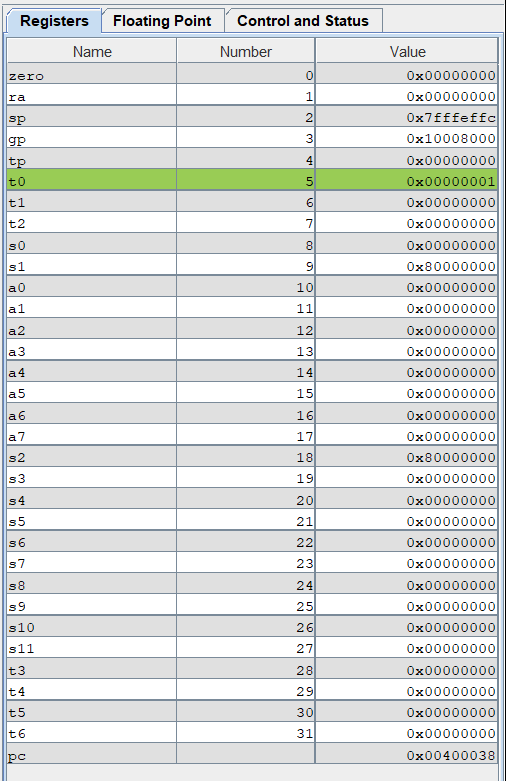 Registers Floating Point Control and Status
Name Number Value
zero 0 0x00000000
ra 1 0x00000000
sp 2 0x7fffeffc
gp 3 0x10008000
tp 4 0x00000000
t0 5 0x00000001
t1 6 0x00000000
t2 7 0x00000000
s0 8 0x00000000
s1 9 0x80000000
a0 10 0x00000000
a1 11 0x00000000
a2 12 0x00000000
a3 13 0x00000000
a4 14 0x00000000
a5 15 0x00000000
a6 16 0x00000000
a7 17 0x00000000
s2 18 0x80000000
s3 19 0x00000000
s4 20 0x00000000
s5 21 0x00000000
s6 22 0x00000000
s7 23 0x00000000
s8 24 0x00000000
s9 25 0x00000000
s10 26 0x00000000
s11 27 0x00000000
t3 28 0x00000000
t4 29 0x00000000
t5 30 0x00000000
t6 31 0x00000000
pc 0x00400038